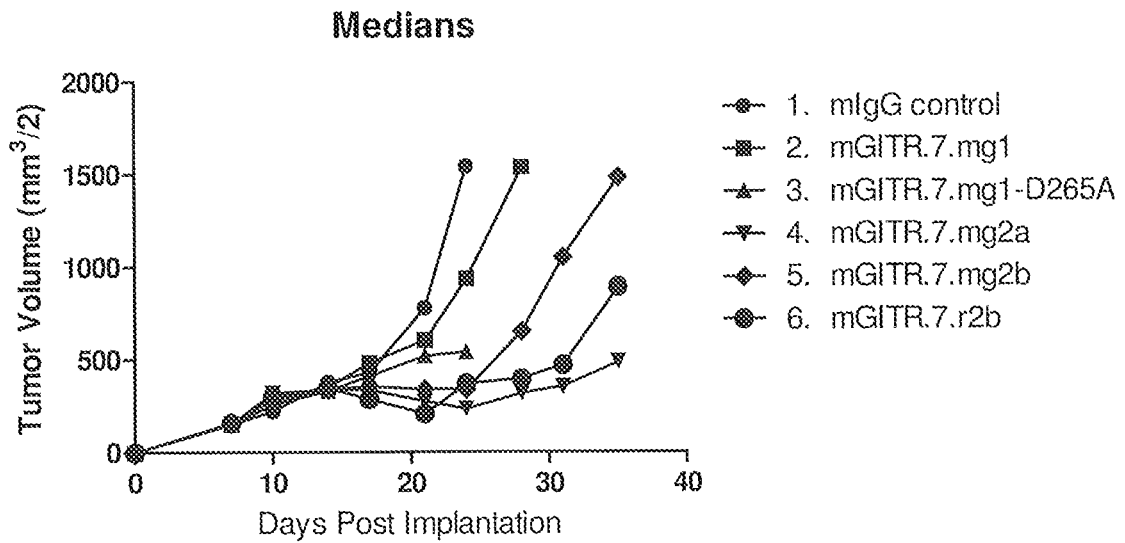 Medians
Tumor Volume (mm³/2)
2000
1500
1000
500
0
0 10 20 30 40
Days Post Implantation
1. mIgG control
2. mGITR.7.mg1
3. mGITR.7.mg1-D265A
4. mGITR.7.mg2a
5. mGITR.7.mg2b
6. mGITR.7.r2b